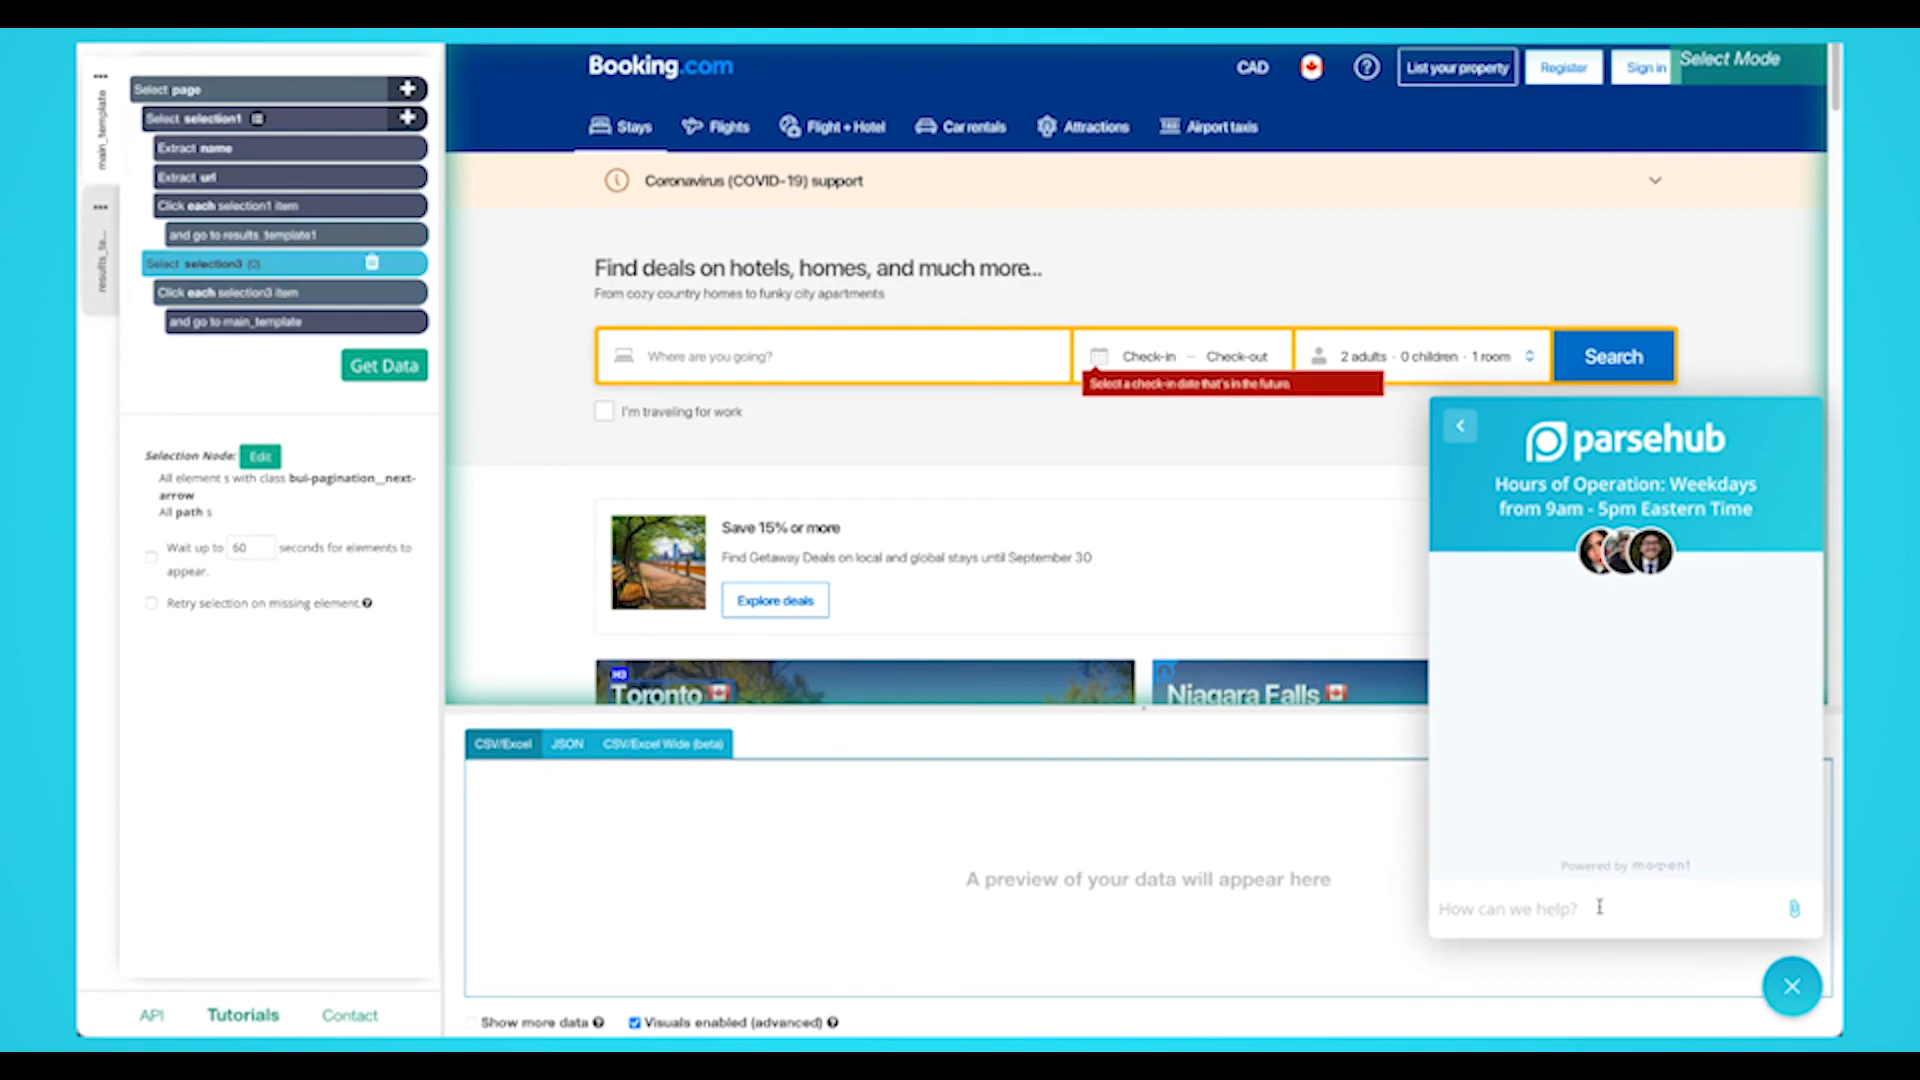 main_template
results_te...
Select page
Select selection1
Extract name
Extract url
Click each selection1 item
and go to results_template1
Select selection3 (0)
Click each selection3 item
and go to main_template
Get Data
Selection Node: Edit
All element s with class bui-pagination__next-
arrow
All path s
Wait up to 60 seconds for elements to
appear.
Retry selection on missing element.
API Tutorials Contact
Booking.com
CAD
List your property
Register
Sign in
Select Mode
Stays
Flights
Flight + Hotel
Car rentals
Attractions
Airport taxis
Coronavirus (COVID-19) support
Find deals on hotels, homes, and much more...
From cozy country homes to funky city apartments
Where are you going?
Check-in — Check-out
2 adults · 0 children · 1 room
Search
Select a check-in date that's in the future.
I'm traveling for work
Save 15% or more
Find Getaway Deals on local and global stays until September 30
Explore deals
H3
Toronto
Niagara Falls
CSV/Excel
JSON
CSV/Excel Wide (beta)
A preview of your data will appear here
Show more data
Visuals enabled (advanced)
parsehub
Hours of Operation: Weekdays
from 9am - 5pm Eastern Time
Powered by
How can we help?